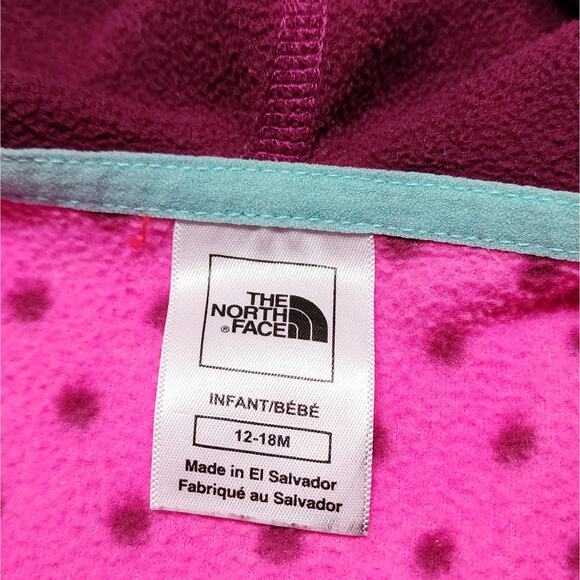 THE
NORTH
® FACE
INFANT/BÉBÉ
12-18M
Made in El Salvador
Fabriqué au Salvador